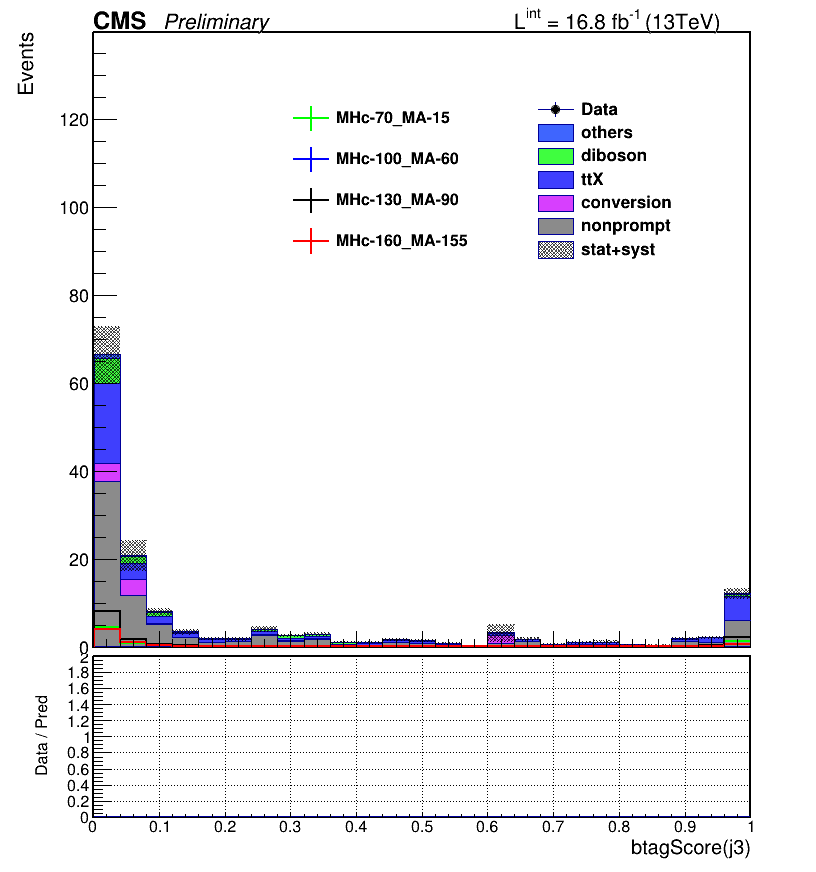 CMS Preliminary L^int = 16.8 fb^-1 (13TeV)
Events
120
100
80
60
40
20
0
MHc-70_MA-15
MHc-100_MA-60
MHc-130_MA-90
MHc-160_MA-155
Data
others
diboson
ttX
conversion
nonprompt
stat+syst
Data / Pred
2
1.8
1.6
1.4
1.2
1
0.8
0.6
0.4
0.2
0
0 0.1 0.2 0.3 0.4 0.5 0.6 0.7 0.8 0.9 1
btagScore(j3)